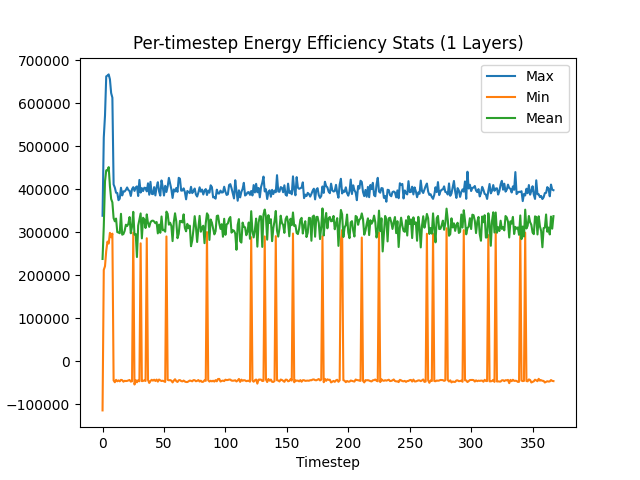 Per-timestep Energy Efficiency Stats (1 Layers)
700000
600000
500000
400000
300000
200000
100000
0
−100000
Max
Min
Mean
0 50 100 150 200 250 300 350
Timestep